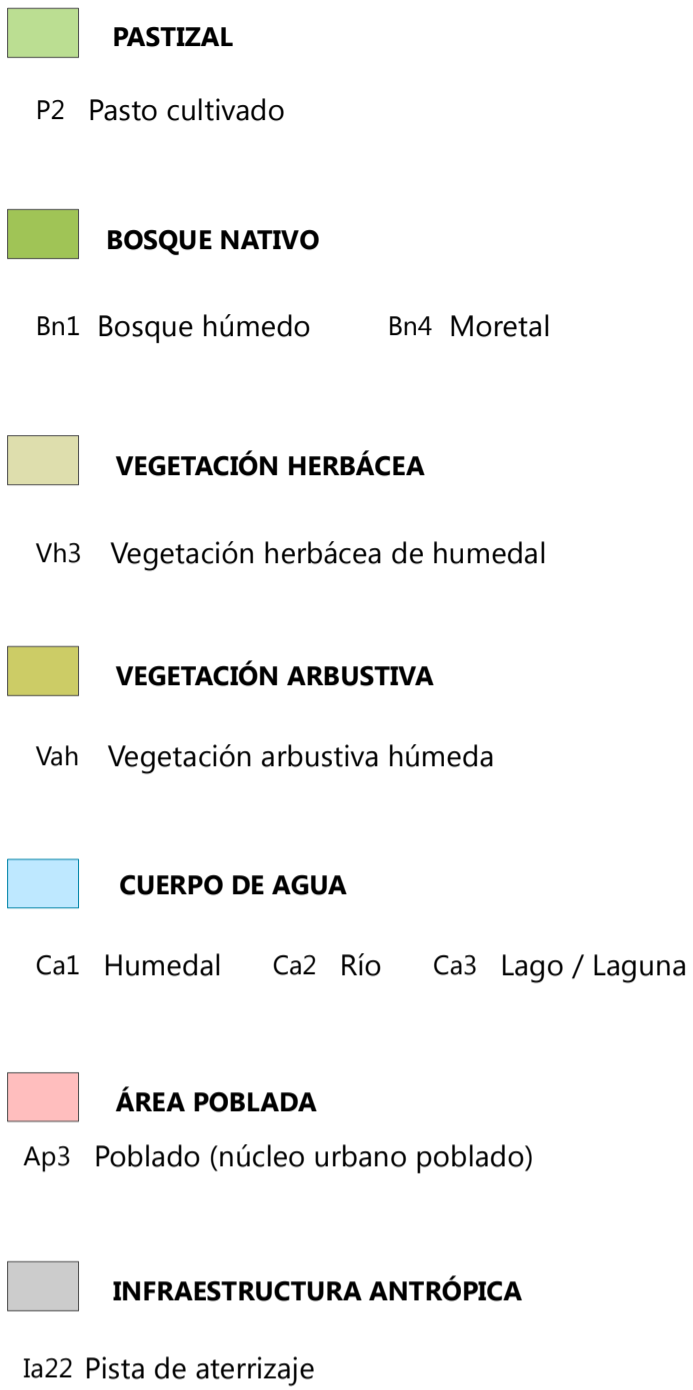 PASTIZAL
P2 Pasto cultivado
BOSQUE NATIVO
Bn1 Bosque húmedo Bn4 Moretal
VEGETACIÓN HERBÁCEA
Vh3 Vegetación herbácea de humedal
VEGETACIÓN ARBUSTIVA
Vah Vegetación arbustiva húmeda
CUERPO DE AGUA
Ca1 Humedal Ca2 Río Ca3 Lago / Laguna
ÁREA POBLADA
Ap3 Poblado (núcleo urbano poblado)
INFRAESTRUCTURA ANTRÓPICA
Ia22 Pista de aterrizaje